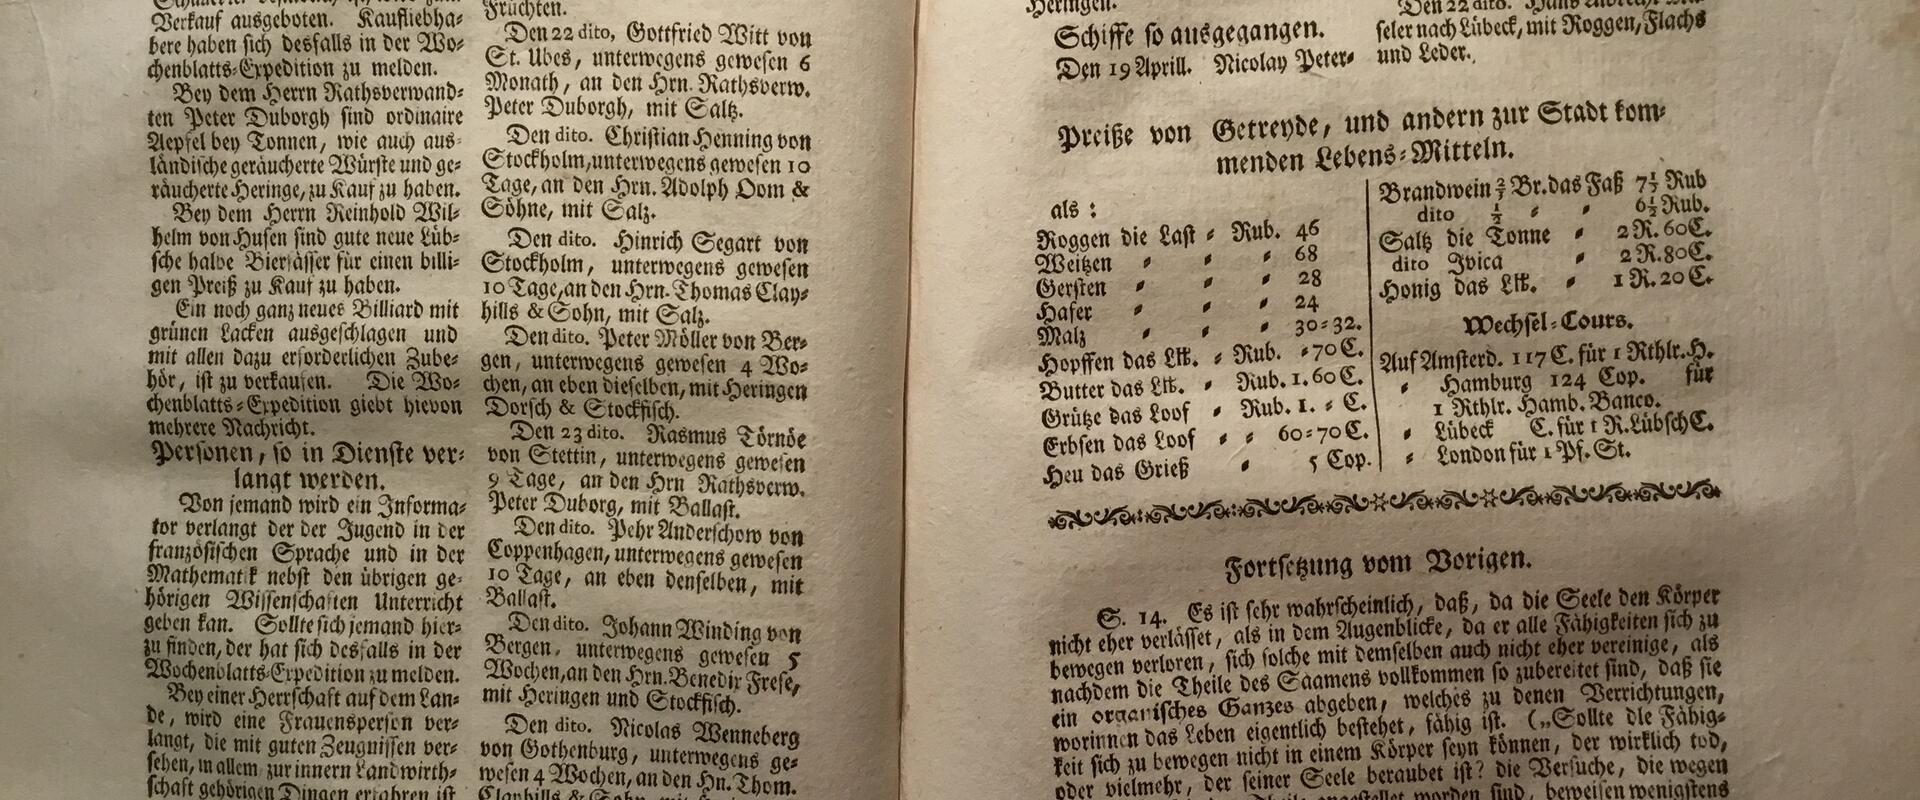 Verkauf ausgeboten. Kaufliebha-
bere haben sich desfalls in der Wo-
chenblatts-Expedition zu melden.
Bey dem Herrn Rathsverwand-
ten Peter Duborgh sind ordinaire
Aepfel bey Tonnen, wie auch aus-
ländische geräucherte Würste und ge-
räucherte Heringe, zu Kauf zu haben.
Bey dem Herrn Reinhold Wil-
helm von Husen sind gute neue Lüb-
sche halbe Bierfässer für einen billi-
gen Preiß zu Kauf zu haben.
Ein noch ganz neues Billiard mit
grünen Lacken ausgeschlagen und
mit allen dazu erforderlichen Zube-
hör, ist zu verkaufen. Die Wo-
chenblatts-Expedition giebt hievon
mehrere Nachricht.
Personen, so in Dienste ver-
langt werden.
Von jemand wird ein Informa-
tor verlangt der der Jugend in der
französischen Sprache und in der
Mathematik nebst den übrigen ge-
hörigen Wissenschaften Unterricht
geben kan. Sollte sich jemand hier-
zu finden, der hat sich desfalls in der
Wochenblatts-Expedition zu melden.
Bey einer Herrschaft auf dem Lan-
de, wird eine Frauensperson ver-
langt, die mit guten Zeugnissen ver-
sehen, in allem zur innern Landwirth-
schaft gehörigen Dingen erfahren ist
Früchten.
Den 22 dito, Gottfried Witt von
St. Ubes, unterwegens gewesen 6
Monath, an den Hrn. Rathsverw.
Peter Duborgh, mit Saltz.
Den dito. Christian Henning von
Stockholm, unterwegens gewesen 10
Tage, an den Hrn. Adolph Oom &
Söhne, mit Salz.
Den dito. Hinrich Segart von
Stockholm, unterwegens gewesen
10 Tage, an den Hrn. Thomas Clay-
hills & Sohn, mit Salz.
Den dito. Peter Möller von Ber-
gen, unterwegens gewesen 4 Wo-
chen, an eben dieselben, mit Heringen
Dorsch & Stockfisch.
Den 23 dito. Rasmus Törnöe
von Stettin, unterwegens gewesen
9 Tage, an den Hrn Rathsverw.
Peter Duborg, mit Ballast.
Den dito. Pehr Anderschow von
Coppenhagen, unterwegens gewesen
10 Tage, an eben denselben, mit
Ballast.
Den dito. Johann Winding von
Bergen, unterwegens gewesen 5
Wochen, an den Hrn. Benedix Frese,
mit Heringen und Stockfisch.
Den dito. Nicolas Wenneberg
von Gothenburg, unterwegens ge-
wesen 4 Wochen, an den Hn. Thom.
Clayhills & Sohn, mit
Heringen.
Schiffe so ausgegangen.
Den 19 Aprill. Nicolay Peter-
Den 22 dito. Hans Albrecht
seler nach Lübeck, mit Roggen, Flachs
und Leder.
Preiße von Getreyde, und andern zur Stadt kom-
menden Lebens-Mitteln.
als:
Roggen die Last - Rub. 46
Weitzen - - - 68
Gersten - - - 28
Hafer - - - 24
Malz - - - 30-32.
Hopffen das Lit. - Rub. -70 C.
Butter das Lit. - Rub. 1. 60 C.
Grütze das Loof - Rub. 1. - C.
Erbsen das Loof - - 60-70 C.
Heu das Grieß - 5 Cop.
Brandwein ⅔ Br. das Faß 7½ Rub
dito ½ - - 6½ Rub.
Saltz die Tonne - 2 R. 60 C.
dito Ivica - 2 R. 80 C.
Honig das Lit. - 1 R. 20 C.
Wechsel-Cours.
Auf Amsterd. 117 C. für 1 Rthlr. H.
- Hamburg 124 Cop. für
1 Rthlr. Hamb. Banco.
- Lübeck C. für 1 R. Lübsch C.
- London für 1 Pf. St.
Fortsetzung vom Vorigen.
S. 14. Es ist sehr wahrscheinlich, daß, da die Seele den Körper
nicht eher verlässet, als in dem Augenblicke, da er alle Fähigkeiten sich zu
bewegen verloren, sich solche mit demselben auch nicht eher vereinige, als
nachdem die Theile des Saamens vollkommen so zubereitet sind, daß sie
ein organisches Ganzes abgeben, welches zu denen Verrichtungen,
worinnen das Leben eigentlich bestehet, fähig ist. („Sollte die Fähig-
keit sich zu bewegen nicht in einem Körper seyn können, der wirklich tod,
oder vielmehr, der seiner Seele beraubet ist? die Versuche, die wegen
angestellet worden sind, beweisen wenigstens